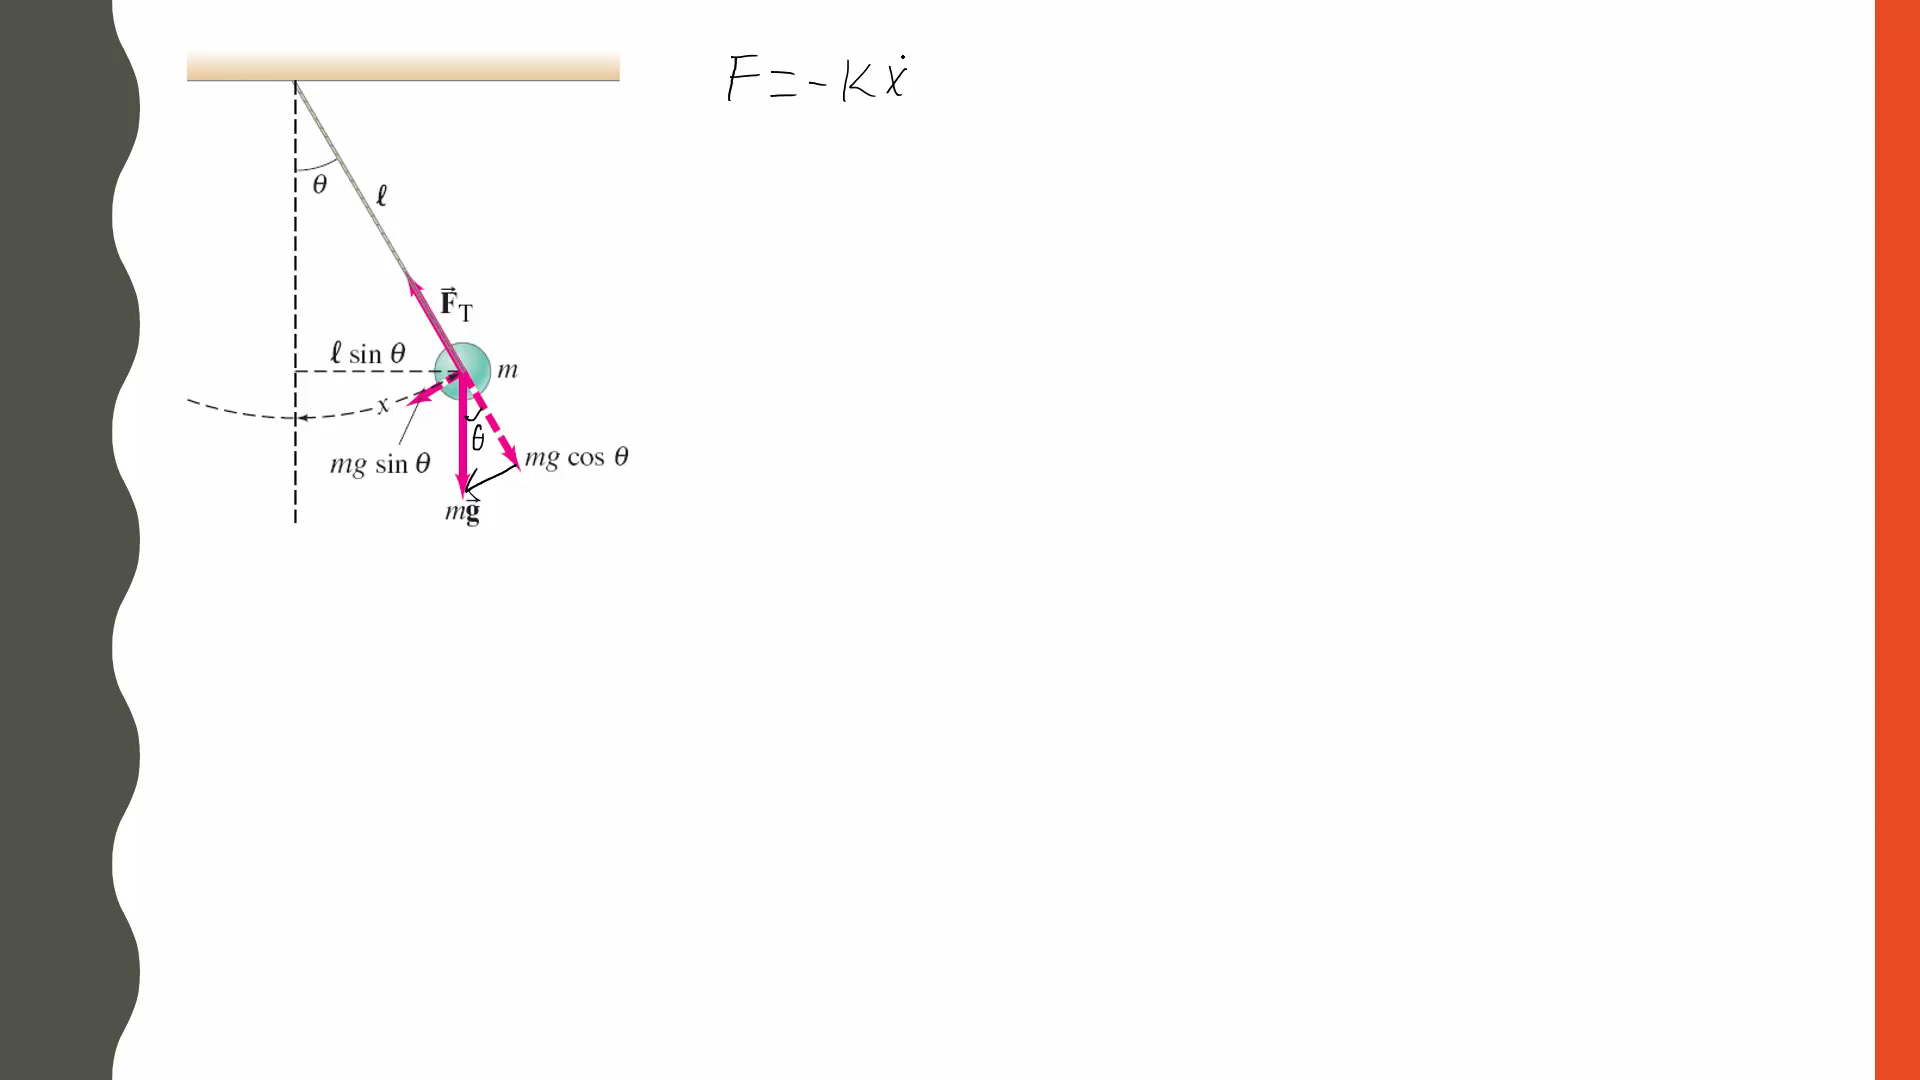 F = -Kẋ
θ
ℓ
F⃗T
ℓ sin θ
m
x
θ
mg sin θ
mg cos θ
mg⃗